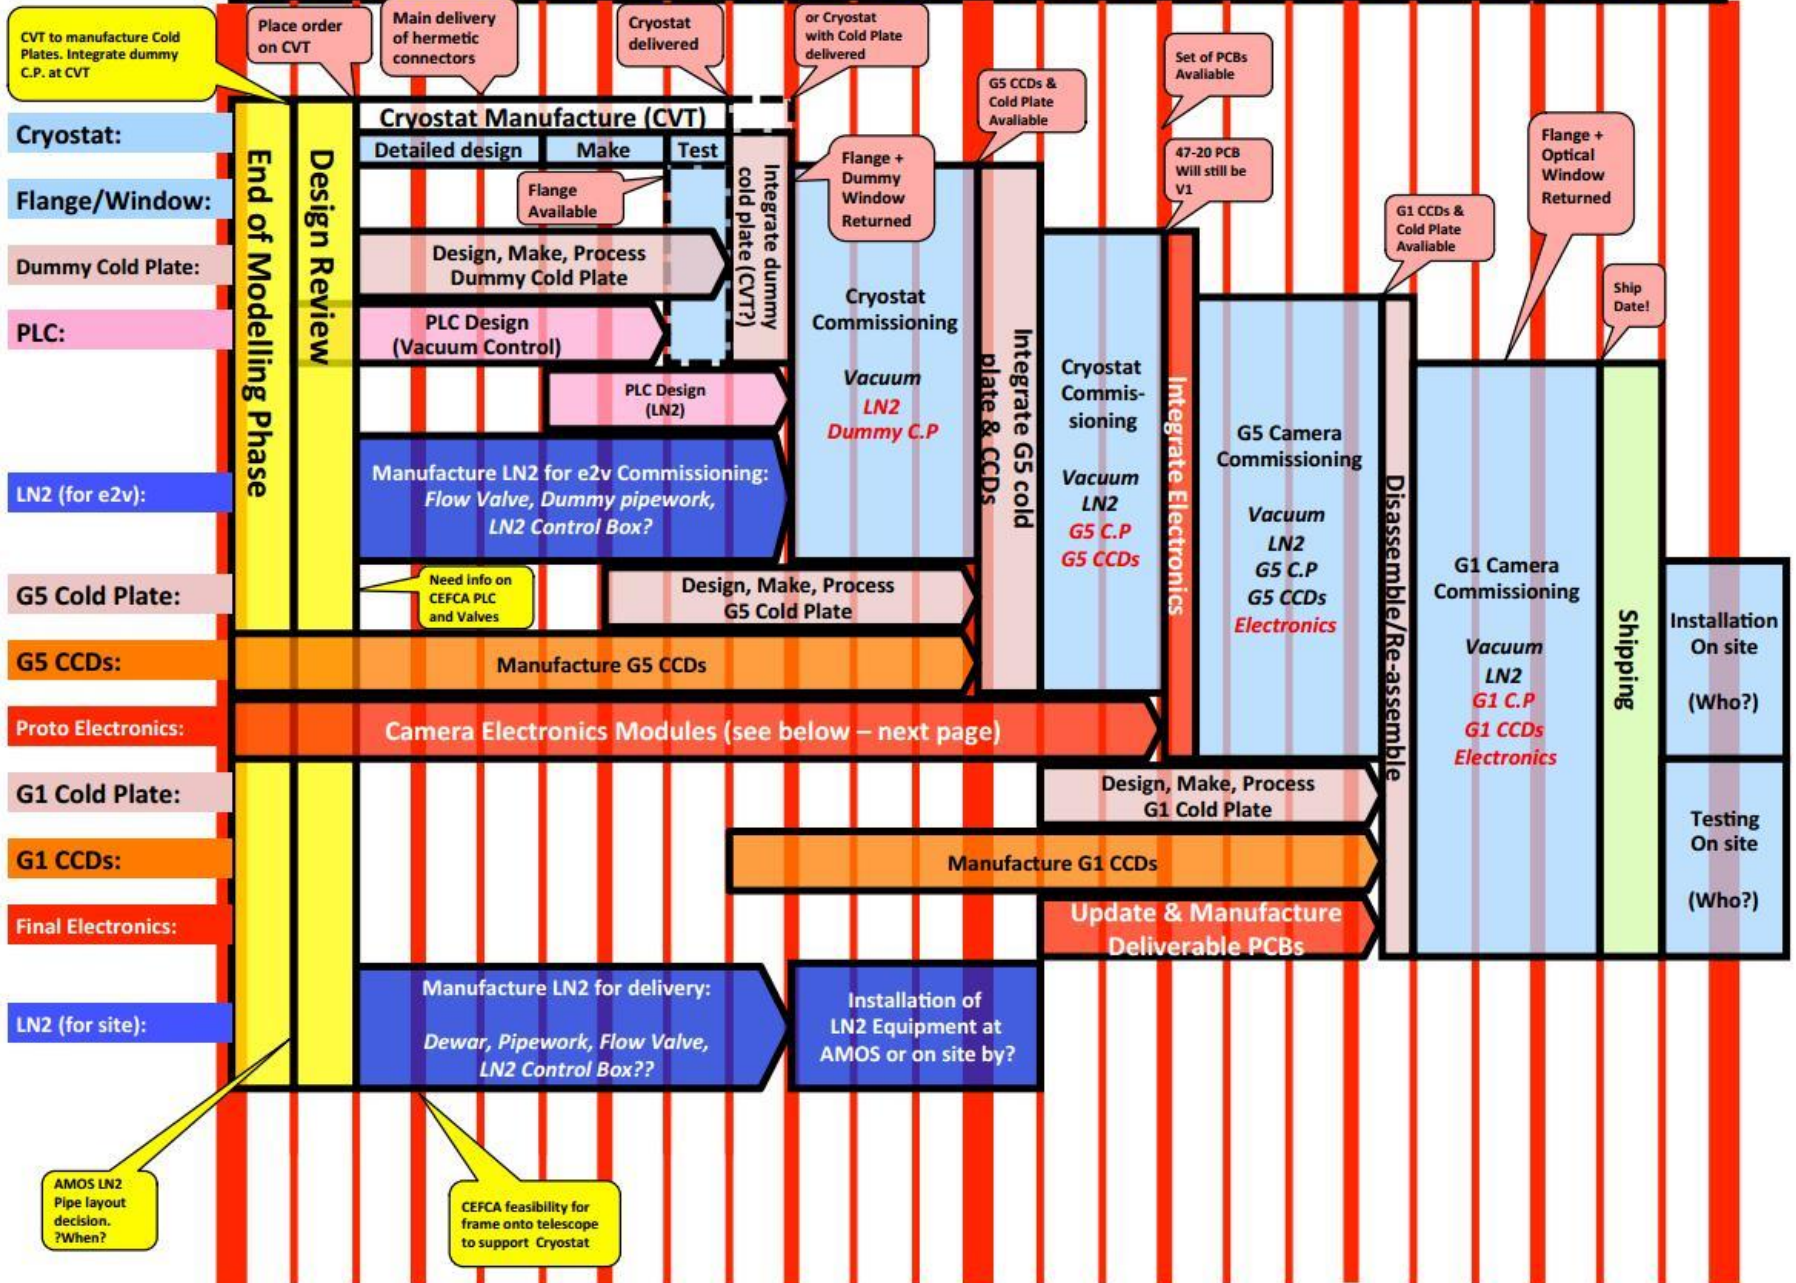 CVT to manufacture Cold
Plates. Integrate dummy
C.P. at CVT
Place order
on CVT
Main delivery
of hermetic
connectors
Cryostat
delivered
or Cryostat
with Cold Plate
delivered
Set of PCBs
Avaliable
G5 CCDs &
Cold Plate
Avaliable
47-20 PCB
Will still be
V1
Flange +
Optical
Window
Returned
G1 CCDs &
Cold Plate
Avaliable
Ship
Date!
Flange +
Dummy
Window
Returned
Flange
Available
Cryostat:
Flange/Window:
Dummy Cold Plate:
PLC:
LN2 (for e2v):
G5 Cold Plate:
G5 CCDs:
Proto Electronics:
G1 Cold Plate:
G1 CCDs:
Final Electronics:
LN2 (for site):
End of Modelling Phase
Design Review
Cryostat Manufacture (CVT)
Detailed design
Make
Test
Integrate dummy
cold plate (CVT?)
Design, Make, Process
Dummy Cold Plate
PLC Design
(Vacuum Control)
PLC Design
(LN2)
Manufacture LN2 for e2v Commissioning:
Flow Valve, Dummy pipework,
LN2 Control Box?
Cryostat
Commissioning
Vacuum
LN2
Dummy C.P
Integrate G5 cold
plate & CCDs
Cryostat
Commis-
sioning
Vacuum
LN2
G5 C.P
G5 CCDs
Integrate Electronics
G5 Camera
Commissioning
Vacuum
LN2
G5 C.P
G5 CCDs
Electronics
Disassemble/Re-assemble
G1 Camera
Commissioning
Vacuum
LN2
G1 C.P
G1 CCDs
Electronics
Shipping
Installation
On site
(Who?)
Testing
On site
(Who?)
Need info on
CEFCA PLC
and Valves
Design, Make, Process
G5 Cold Plate
Manufacture G5 CCDs
Camera Electronics Modules (see below – next page)
Design, Make, Process
G1 Cold Plate
Manufacture G1 CCDs
Update & Manufacture
Deliverable PCBs
Manufacture LN2 for delivery:
Dewar, Pipework, Flow Valve,
LN2 Control Box??
Installation of
LN2 Equipment at
AMOS or on site by?
AMOS LN2
Pipe layout
decision.
?When?
CEFCA feasibility for
frame onto telescope
to support Cryostat